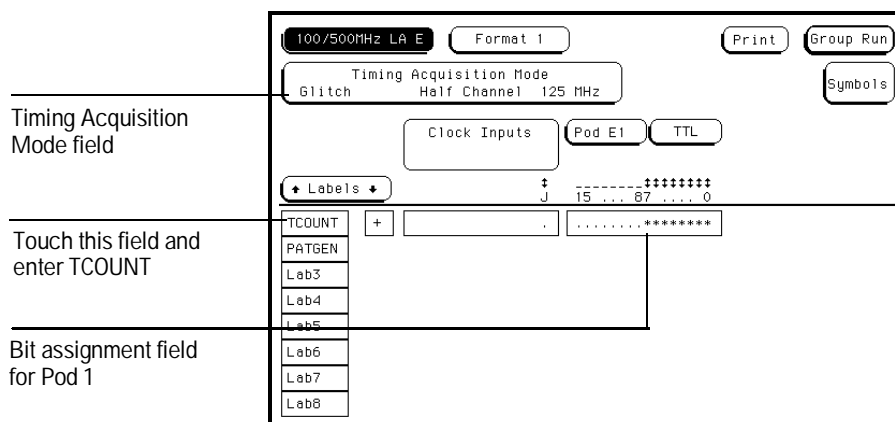 100/500MHz LA E Format 1 Print Group Run
Timing Acquisition Mode
Glitch Half Channel 125 MHz
Symbols
Timing Acquisition
Mode field
Clock Inputs Pod E1 TTL
↑ Labels ↓
↕ --------↕↕↕↕↕↕↕↕
J 15 ... 87 .... 0
Touch this field and
enter TCOUNT
TCOUNT + . ........********
PATGEN
Lab3
Lab4
Lab5
Bit assignment field
for Pod 1
Lab6
Lab7
Lab8